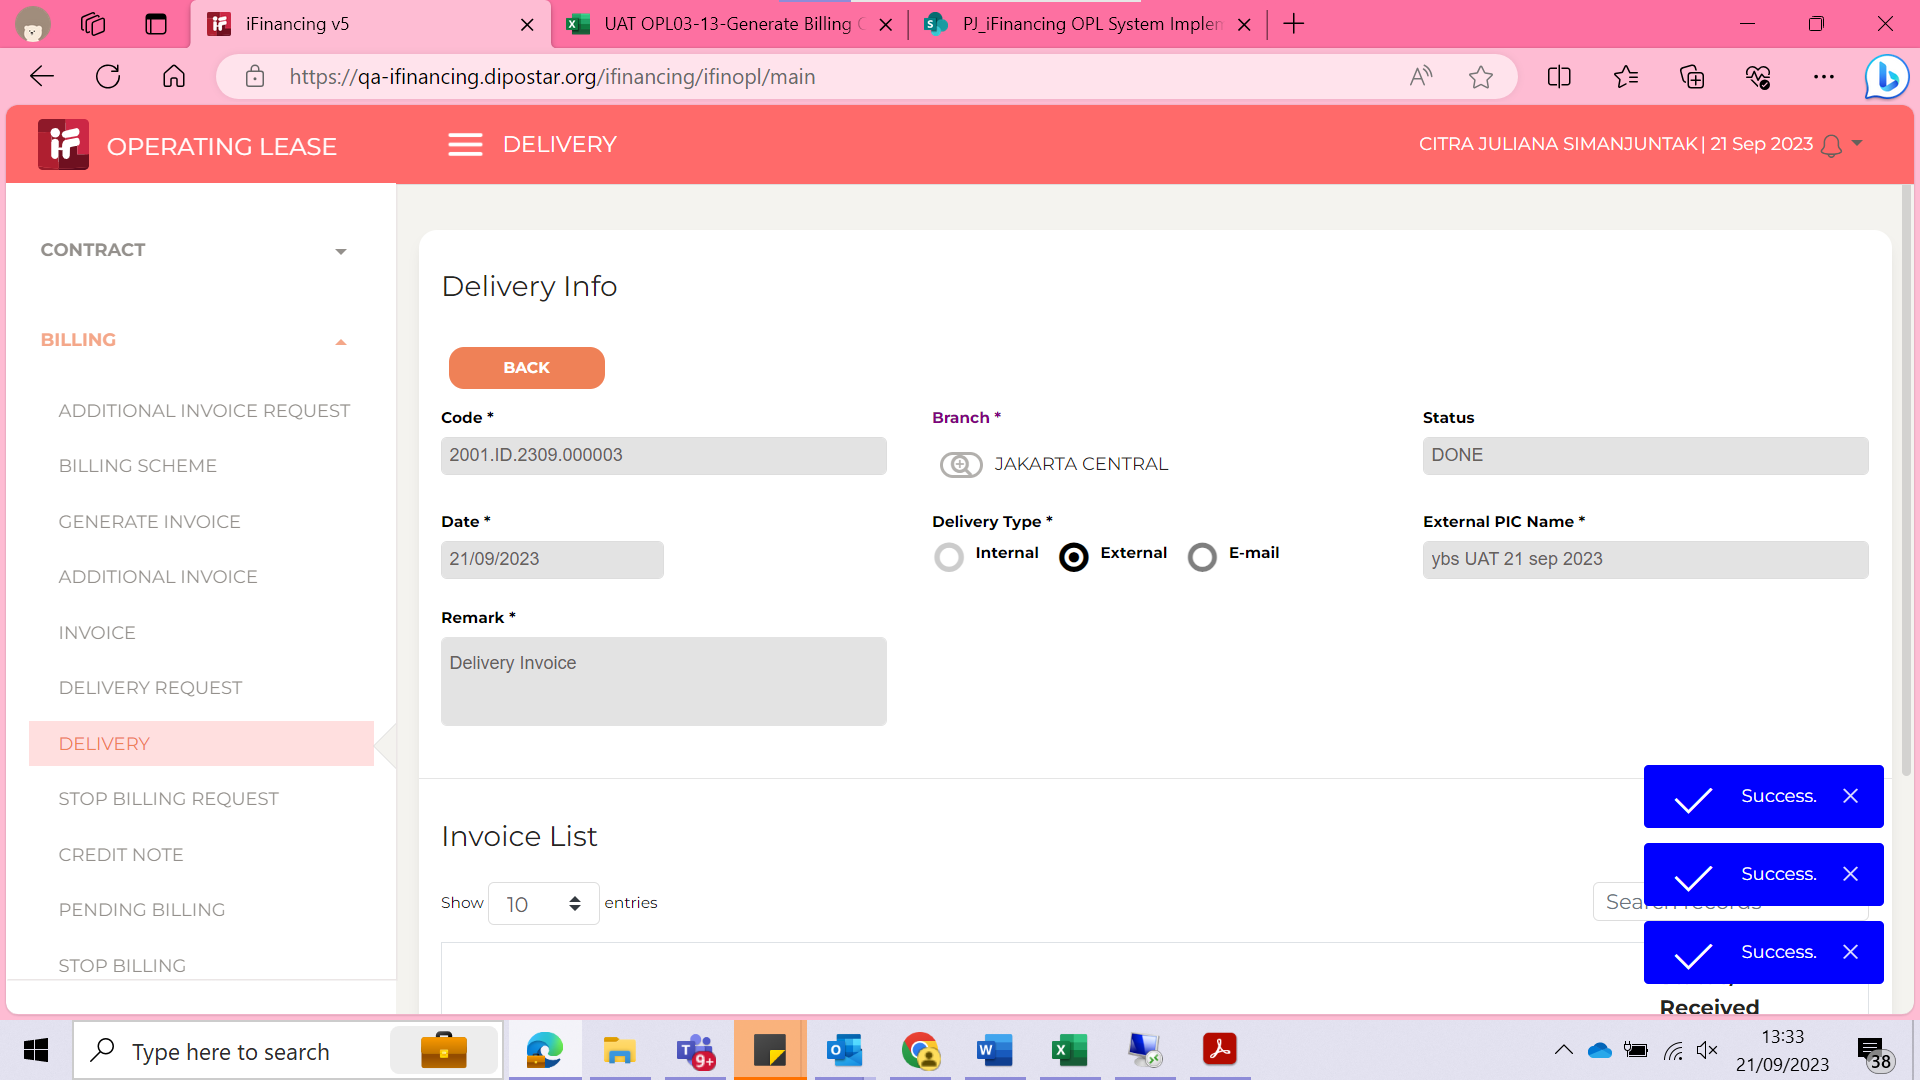 iFinancing v5
UAT OPL03-13-Generate Billing
PJ_iFinancing OPL System Implen
https://qa-ifinancing.dipostar.org/ifinancing/ifinopl/main
iF OPERATING LEASE
DELIVERY
CITRA JULIANA SIMANJUNTAK | 21 Sep 2023
CONTRACT
BILLING
ADDITIONAL INVOICE REQUEST
BILLING SCHEME
GENERATE INVOICE
ADDITIONAL INVOICE
INVOICE
DELIVERY REQUEST
DELIVERY
STOP BILLING REQUEST
CREDIT NOTE
PENDING BILLING
STOP BILLING
Delivery Info
BACK
Code *
2001.ID.2309.000003
Branch *
JAKARTA CENTRAL
Status
DONE
Date *
21/09/2023
Delivery Type *
Internal
External
E-mail
External PIC Name *
ybs UAT 21 sep 2023
Remark *
Delivery Invoice
Invoice List
Show 10 entries
Success.
Success.
Success.
Received
Type here to search
9+
13:33
21/09/2023
38